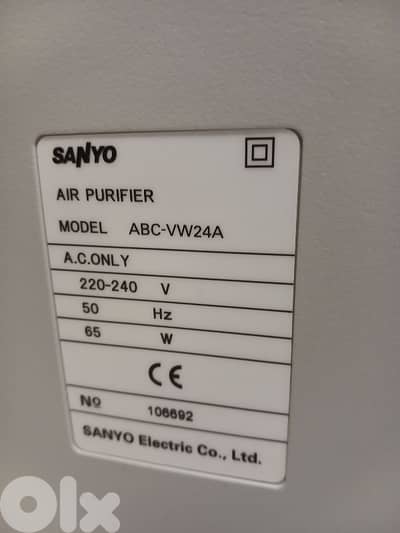 SANYO
AIR PURIFIER
MODEL ABC-VW24A
A.C.ONLY
220-240 V
50 Hz
65 W
CE
No 106692
SANYO Electric Co., Ltd.
OLX